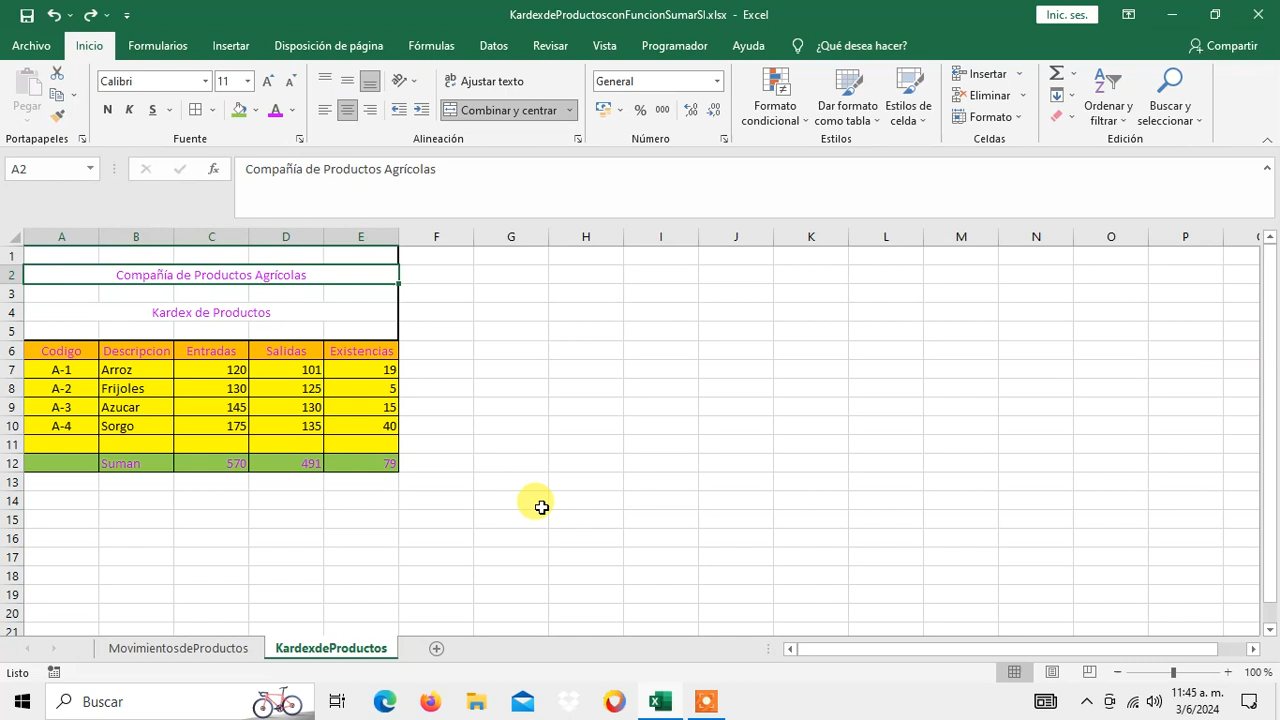 KardexdeProductosconFuncionSumarSI.xlsx - Excel
Inic. ses.
Archivo Inicio Formularios Insertar Disposición de página Fórmulas Datos Revisar Vista Programador Ayuda ¿Qué desea hacer? Compartir
Pegar
Calibri 11
N K S
Ajustar texto
Combinar y centrar
General
% 000
Formato condicional
Dar formato como tabla
Estilos de celda
Insertar
Eliminar
Formato
Ordenar y filtrar
Buscar y seleccionar
Portapapeles Fuente Alineación Número Estilos Celdas Edición
A2 fx Compañía de Productos Agrícolas
A B C D E F G H I J K L M N O P
1
2 Compañía de Productos Agrícolas
3
4 Kardex de Productos
5
6 Codigo Descripcion Entradas Salidas Existencias
7 A-1 Arroz 120 101 19
8 A-2 Frijoles 130 125 5
9 A-3 Azucar 145 130 15
10 A-4 Sorgo 175 135 40
11
12 Suman 570 491 79
13
14
15
16
17
18
19
20
21
MovimientosdeProductos KardexdeProductos
Listo 100 %
Buscar
11:45 a. m.
3/6/2024